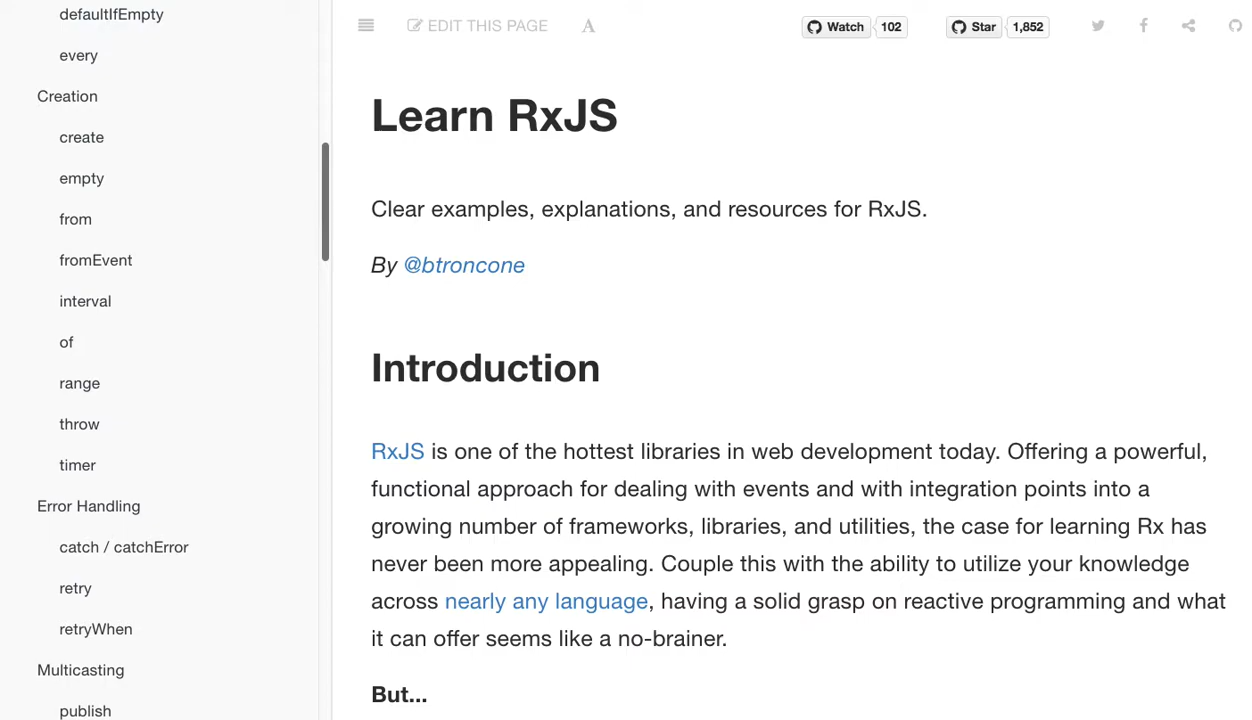 defaultIfEmpty
every
Creation
create
empty
from
fromEvent
interval
of
range
throw
timer
Error Handling
catch / catchError
retry
retryWhen
Multicasting
publish
EDIT THIS PAGE
A
Watch 102
Star 1,852
Learn RxJS
Clear examples, explanations, and resources for RxJS.
By @btroncone
Introduction
RxJS is one of the hottest libraries in web development today. Offering a powerful,
functional approach for dealing with events and with integration points into a
growing number of frameworks, libraries, and utilities, the case for learning Rx has
never been more appealing. Couple this with the ability to utilize your knowledge
across nearly any language, having a solid grasp on reactive programming and what
it can offer seems like a no-brainer.
But...